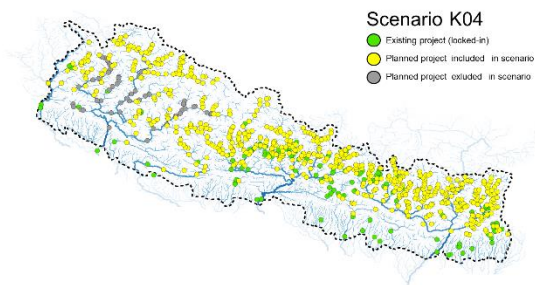 Scenario K04
Existing project (locked-in)
Planned project included in scenario
Planned project exluded in scenario